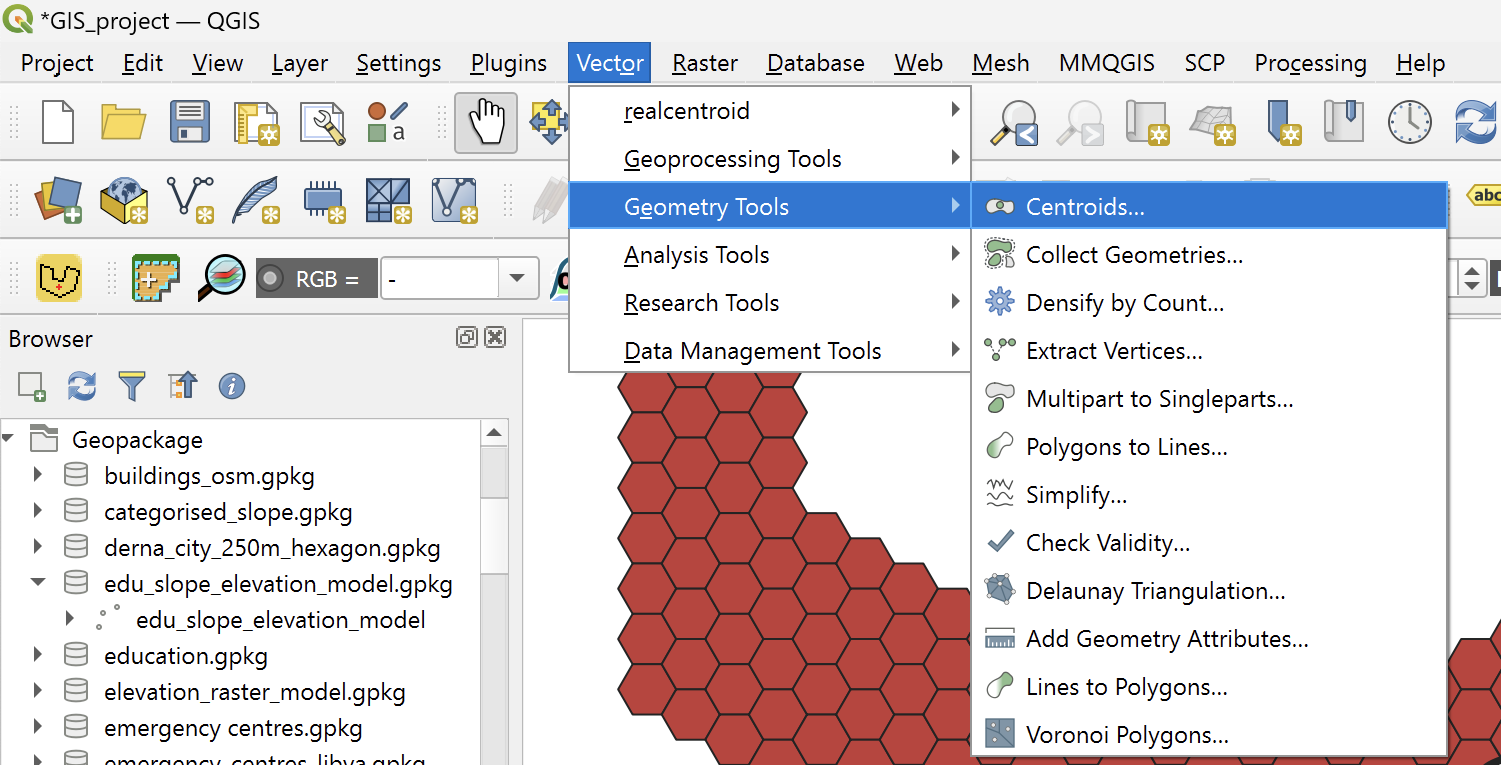 *GIS_project — QGIS
Project Edit View Layer Settings Plugins Vector Raster Database Web Mesh MMQGIS SCP Processing Help
a
realcentroid
Geoprocessing Tools
Geometry Tools
Analysis Tools
Research Tools
Data Management Tools
Centroids...
Collect Geometries...
Densify by Count...
Extract Vertices...
Multipart to Singleparts...
Polygons to Lines...
Simplify...
Check Validity...
Delaunay Triangulation...
Add Geometry Attributes...
Lines to Polygons...
Voronoi Polygons...
abc
RGB = -
Browser
Geopackage
buildings_osm.gpkg
categorised_slope.gpkg
derna_city_250m_hexagon.gpkg
edu_slope_elevation_model.gpkg
edu_slope_elevation_model
education.gpkg
elevation_raster_model.gpkg
emergency centres.gpkg
emergency_centres_libya.gpkg